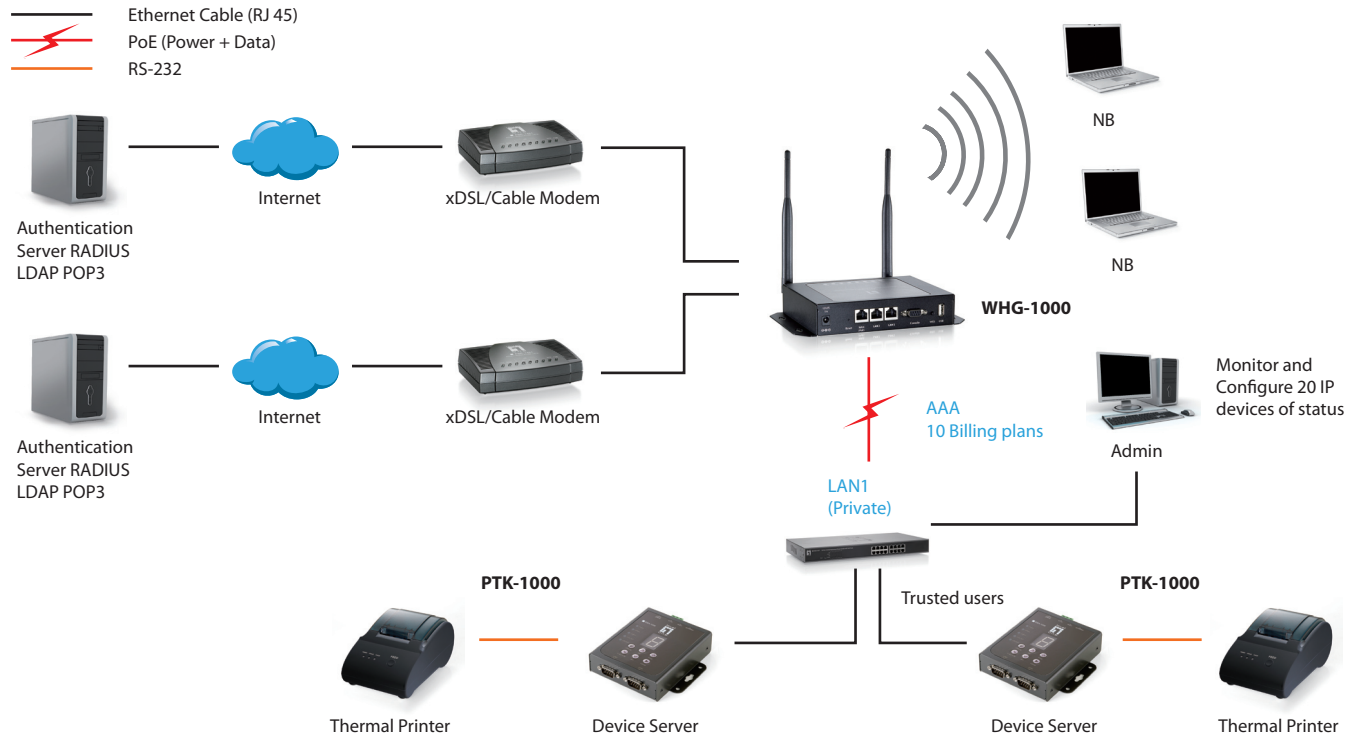 Ethernet Cable (RJ 45)
PoE (Power + Data)
RS-232
NB
Internet
xDSL/Cable Modem
Authentication
Server RADIUS
LDAP POP3
NB
WHG-1000
Monitor and
Configure 20 IP
devices of status
Internet
xDSL/Cable Modem
AAA
10 Billing plans
Admin
Authentication
Server RADIUS
LDAP POP3
LAN1
(Private)
PTK-1000
Trusted users
PTK-1000
Thermal Printer
Device Server
Device Server
Thermal Printer